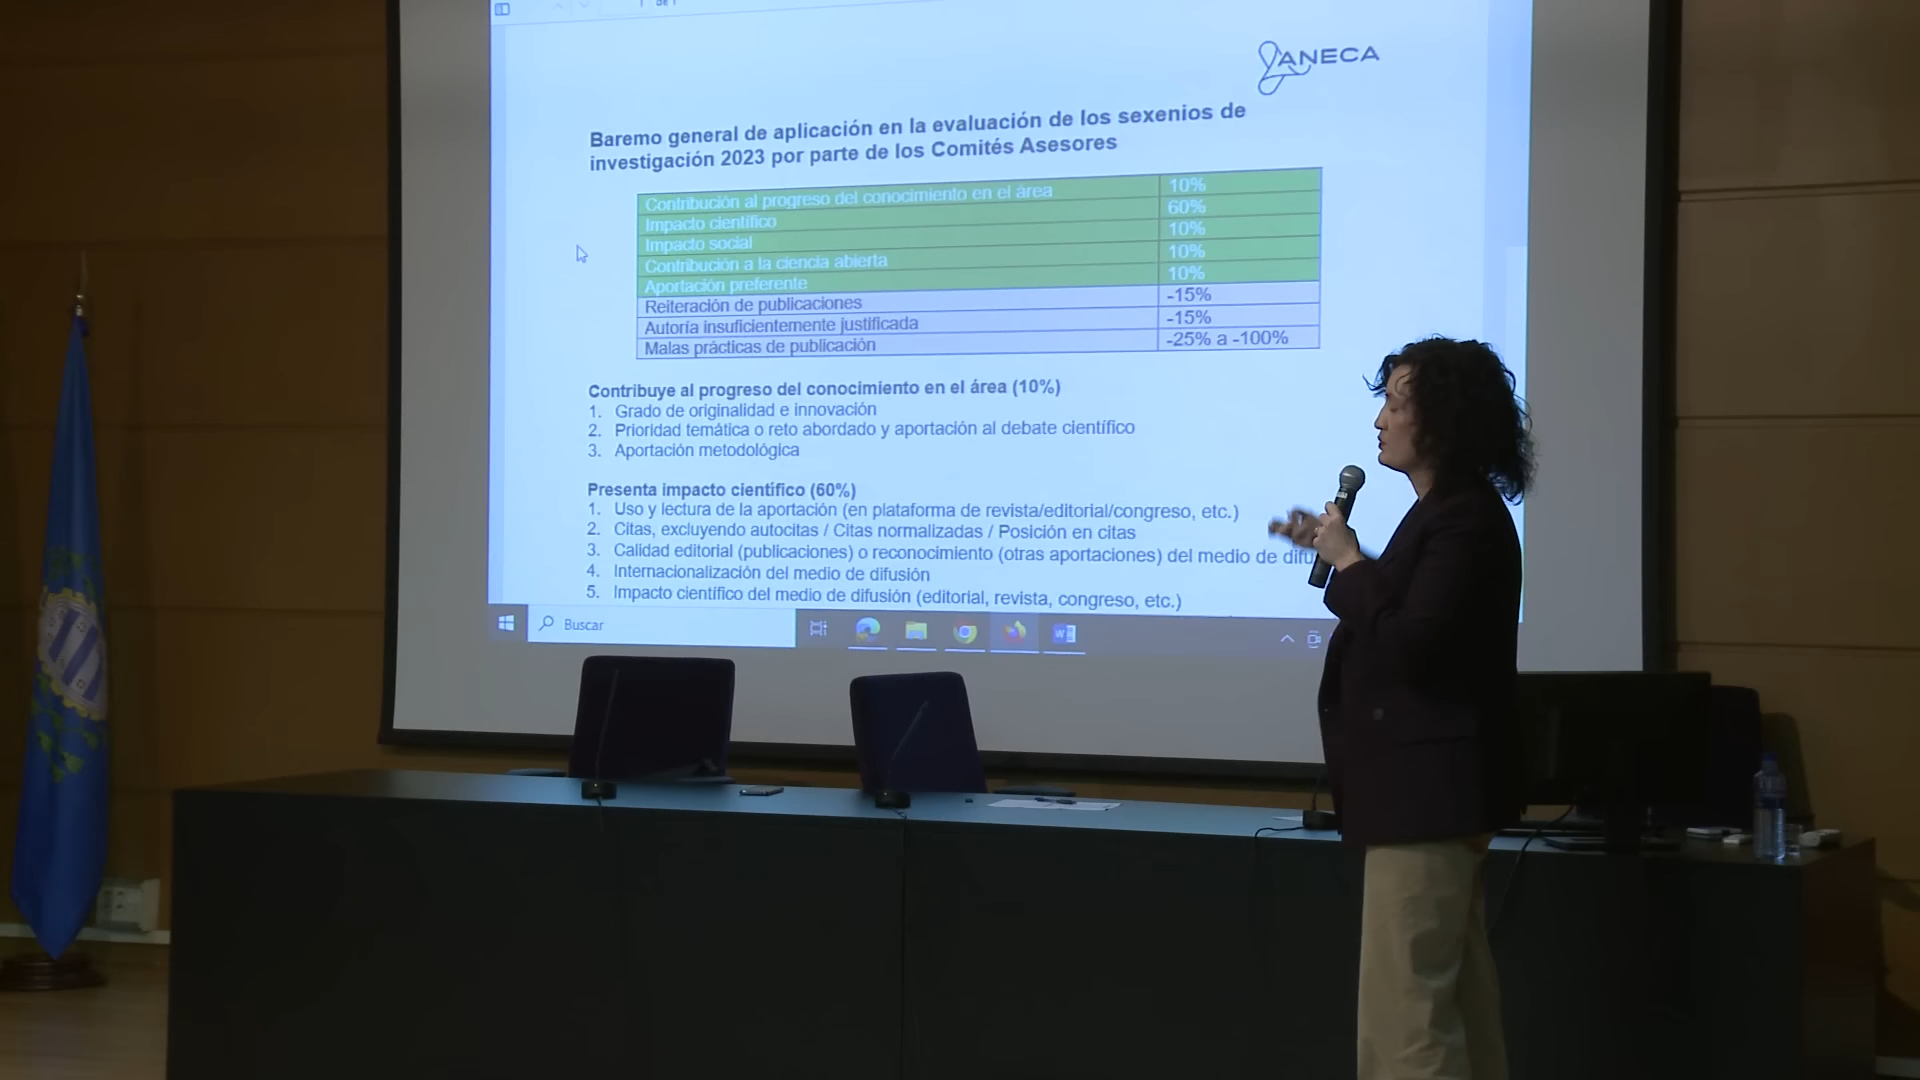 1 de 1
ANECA
Baremo general de aplicación en la evaluación de los sexenios de
investigación 2023 por parte de los Comités Asesores
Contribución al progreso del conocimiento en el área 10%
Impacto científico 60%
Impacto social 10%
Contribución a la ciencia abierta 10%
Aportación preferente 10%
Reiteración de publicaciones -15%
Autoría insuficientemente justificada -15%
Malas prácticas de publicación -25% a -100%
Contribuye al progreso del conocimiento en el área (10%)
1. Grado de originalidad e innovación
2. Prioridad temática o reto abordado y aportación al debate científico
3. Aportación metodológica
Presenta impacto científico (60%)
1. Uso y lectura de la aportación (en plataforma de revista/editorial/congreso, etc.)
2. Citas, excluyendo autocitas / Citas normalizadas / Posición en citas
3. Calidad editorial (publicaciones) o reconocimiento (otras aportaciones) del medio de difu
4. Internacionalización del medio de difusión
5. Impacto científico del medio de difusión (editorial, revista, congreso, etc.)
Buscar